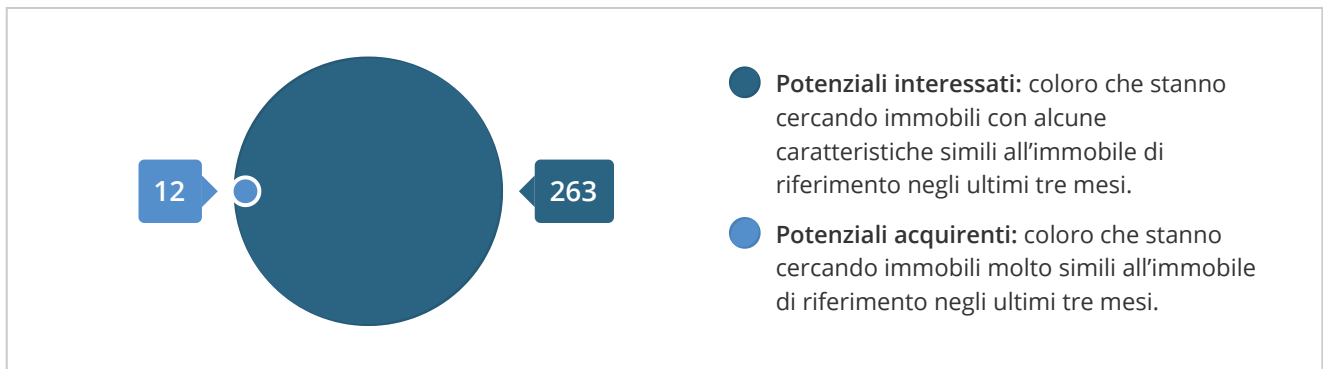 12
263
Potenziali interessati: coloro che stanno
cercando immobili con alcune
caratteristiche simili all'immobile di
riferimento negli ultimi tre mesi.
Potenziali acquirenti: coloro che stanno
cercando immobili molto simili all'immobile
di riferimento negli ultimi tre mesi.